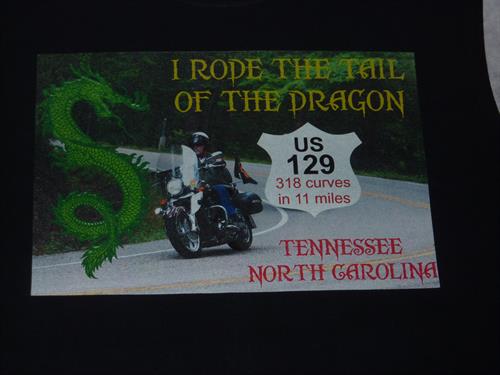 I RODE THE TAIL
OF THE DRAGON
US
129
318 curves
in 11 miles
TENNESSEE
NORTH CAROLINA